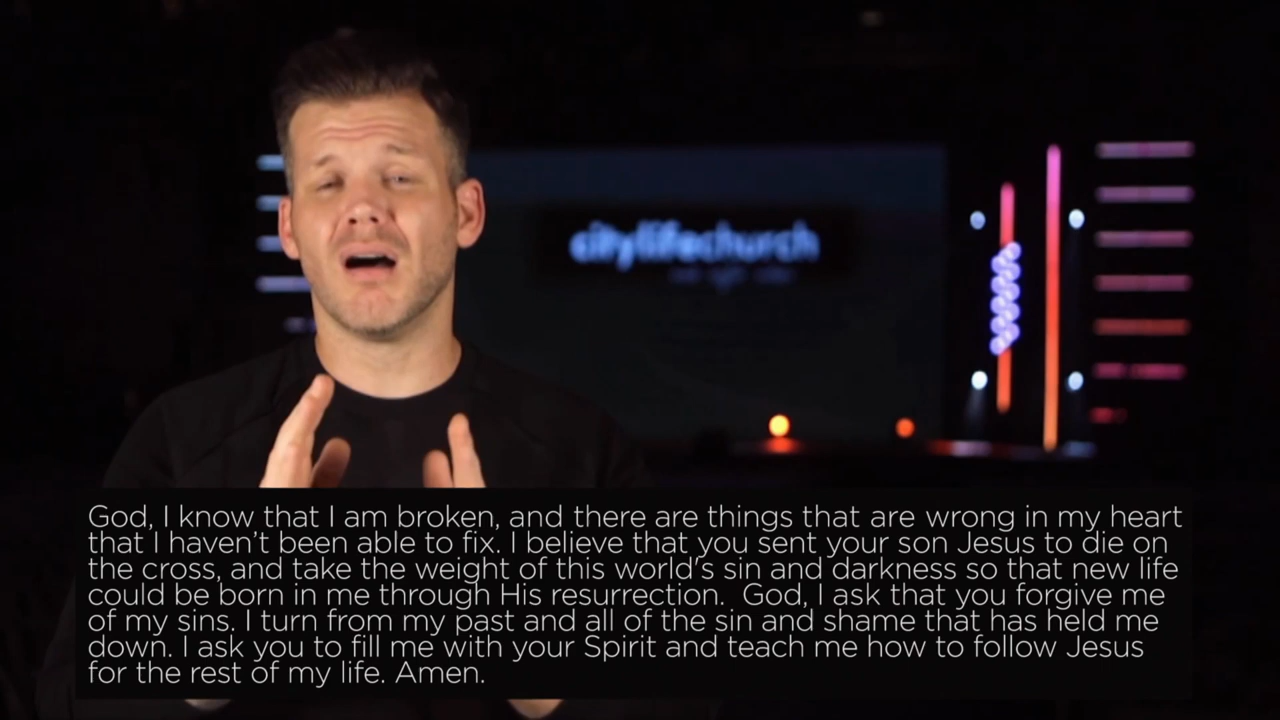 citylifechurch
God, I know that I am broken, and there are things that are wrong in my heart
that I haven't been able to fix. I believe that you sent your son Jesus to die on
the cross, and take the weight of this world's sin and darkness so that new life
could be born in me through His resurrection.  God, I ask that you forgive me
of my sins. I turn from my past and all of the sin and shame that has held me
down. I ask you to fill me with your Spirit and teach me how to follow Jesus
for the rest of my life. Amen.